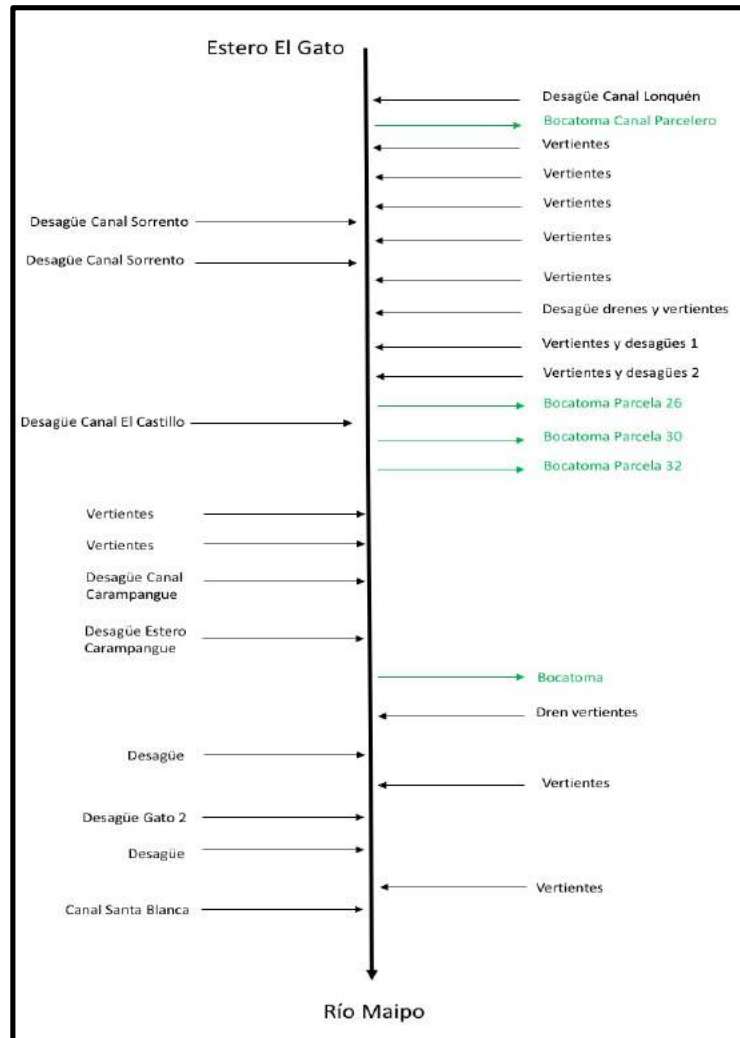 Estero El Gato
Desagüe Canal Lonquén
Bocatoma Canal Parcelero
Vertientes
Vertientes
Vertientes
Desagüe Canal Sorrento
Vertientes
Desagüe Canal Sorrento
Vertientes
Desagüe drenes y vertientes
Vertientes y desagües 1
Vertientes y desagües 2
Bocatoma Parcela 26
Desagüe Canal El Castillo
Bocatoma Parcela 30
Bocatoma Parcela 32
Vertientes
Vertientes
Desagüe Canal
Carampangue
Desagüe Estero
Carampangue
Bocatoma
Dren vertientes
Desagüe
Vertientes
Desagüe Gato 2
Desagüe
Vertientes
Canal Santa Blanca
Río Maipo